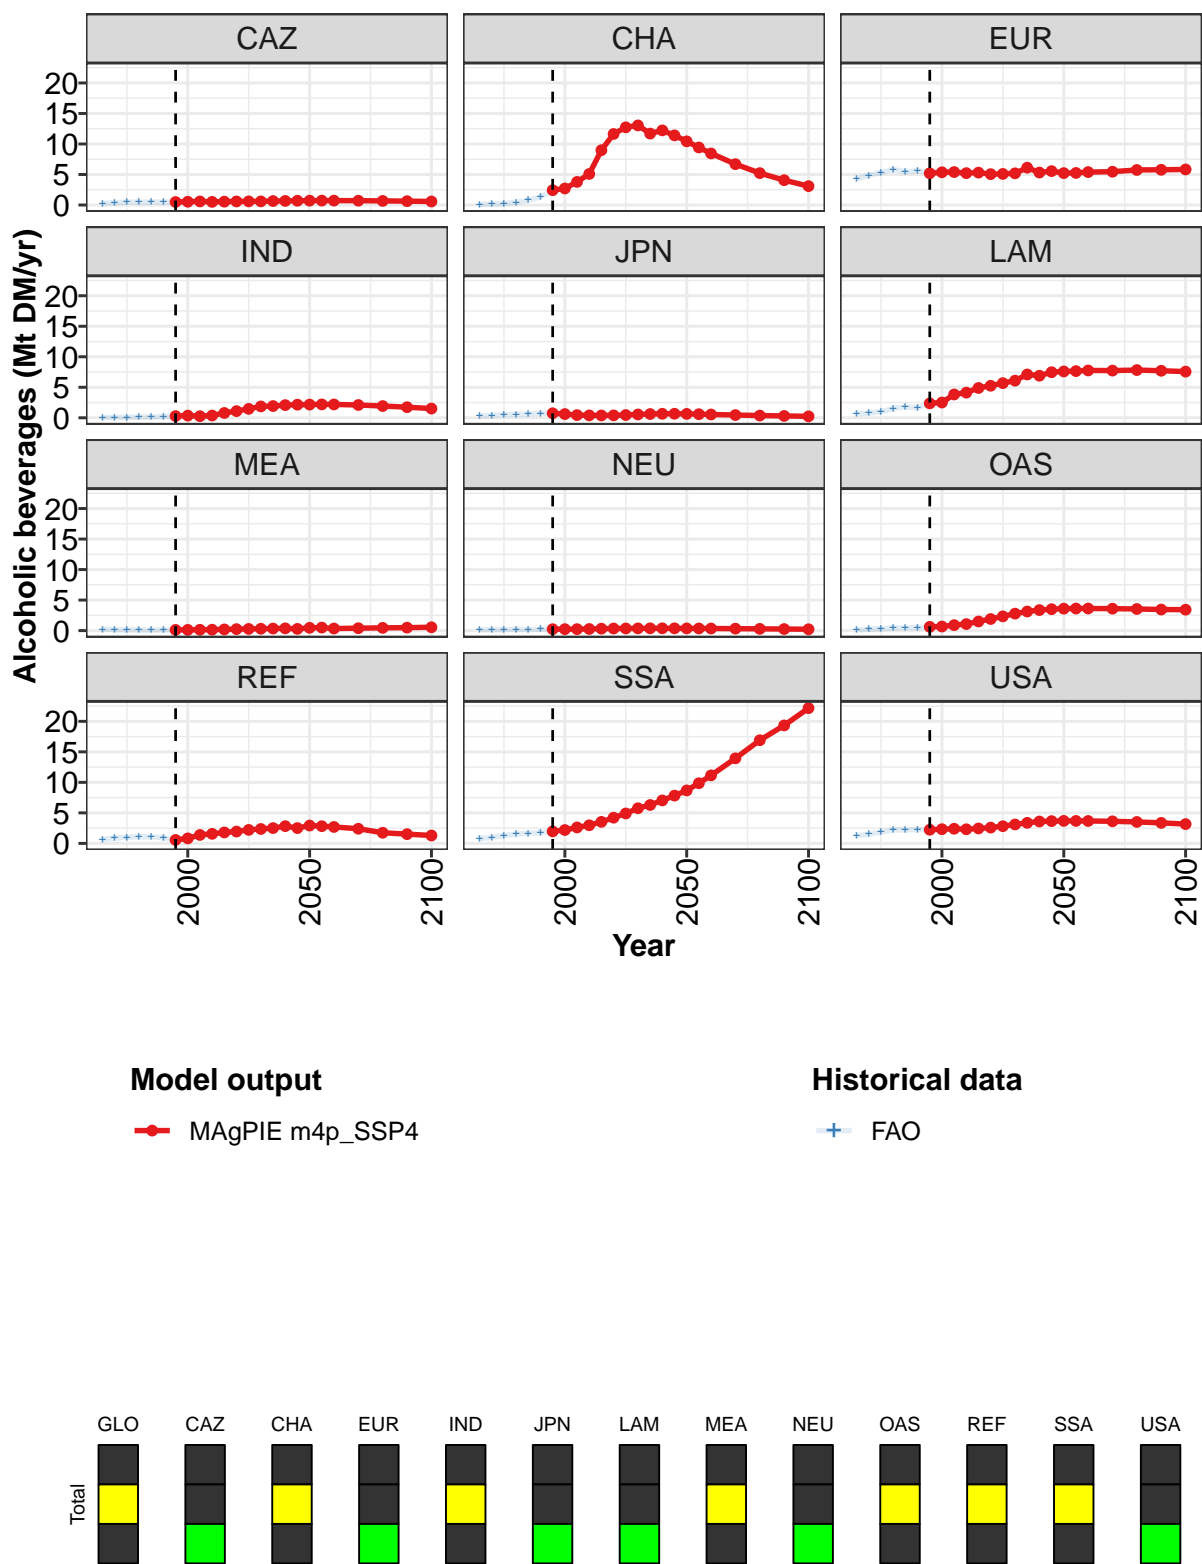 CAZ CHA EUR
20
15
10
5
0
IND JPN LAM
20
15
10
5
0
MEA NEU OAS
20
15
10
5
0
REF SSA USA
20
15
10
5
0
Alcoholic beverages (Mt DM/yr)
2000 2050 2100 2000 2050 2100 2000 2050 2100
Year
Model output Historical data
MAgPIE m4p_SSP4 FAO
GLO CAZ CHA EUR IND JPN LAM MEA NEU OAS REF SSA USA
Total